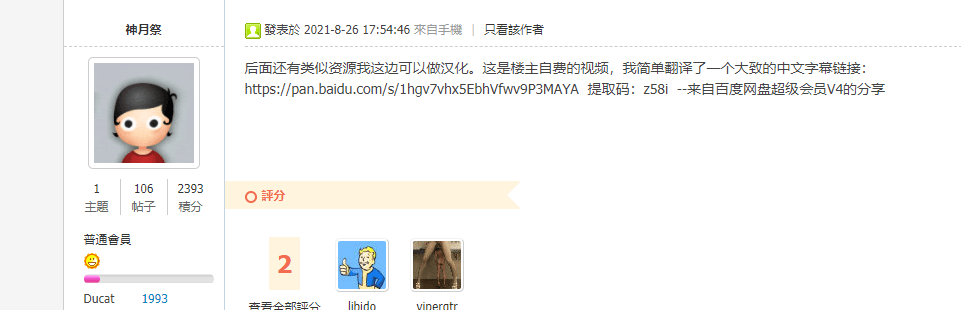 神月祭
發表於 2021-8-26 17:54:46 來自手機 | 只看該作者
后面还有类似资源我这边可以做汉化。这是楼主自费的视频，我简单翻译了一个大致的中文字幕链接：
https://pan.baidu.com/s/1hgv7vhx5EbhVfwv9P3MAYA 提取码：z58i --来自百度网盘超级会员V4的分享
1 106 2393
主題 帖子 積分
評分
普通會員
2
Ducat 1993
查看全部評分 libido viperqtr